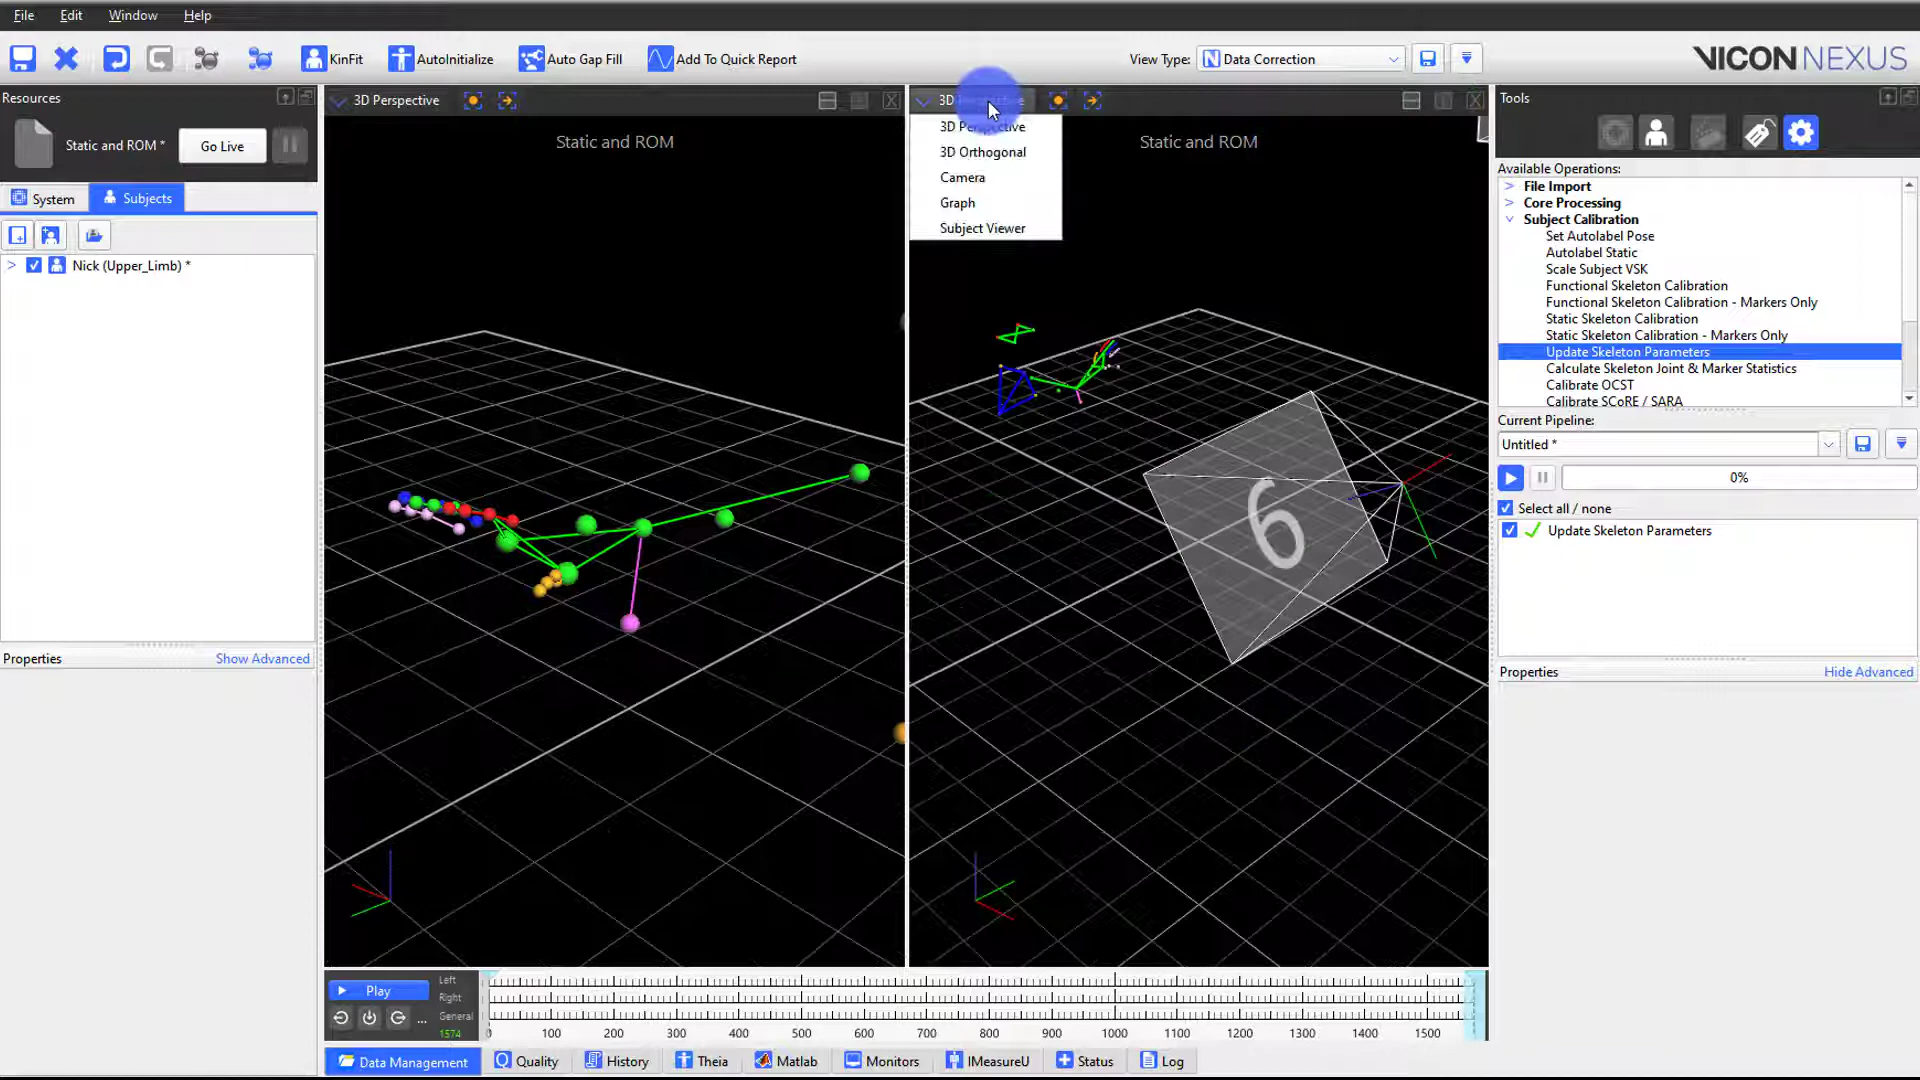 File Edit Window Help
KinFit AutoInitialize Auto Gap Fill Add To Quick Report View Type: Data Correction VICON NEXUS
Resources
Static and ROM * Go Live
System Subjects
Nick (Upper_Limb) *
Properties Show Advanced
3D Perspective
Static and ROM
3D Perspective
3D Perspective
3D Orthogonal
Camera
Graph
Subject Viewer
Static and ROM
6
Tools
Available Operations:
File Import
Core Processing
Subject Calibration
Set Autolabel Pose
Autolabel Static
Scale Subject VSK
Functional Skeleton Calibration
Functional Skeleton Calibration - Markers Only
Static Skeleton Calibration
Static Skeleton Calibration - Markers Only
Update Skeleton Parameters
Calculate Skeleton Joint & Marker Statistics
Calibrate OCST
Calibrate SCoRE / SARA
Current Pipeline:
Untitled *
0%
Select all / none
Update Skeleton Parameters
Properties Hide Advanced
Play
Left
Right
General
...
1574
0 100 200 300 400 500 600 700 800 900 1000 1100 1200 1300 1400 1500
Data Management Quality History Theia Matlab Monitors IMeasureU Status Log